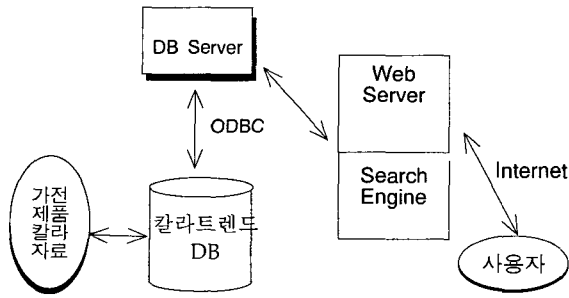 DB Server
Web
Server
ODBC
Search
Engine
Internet
가전
제품
칼라
자료
칼라트렌드
DB
사용자